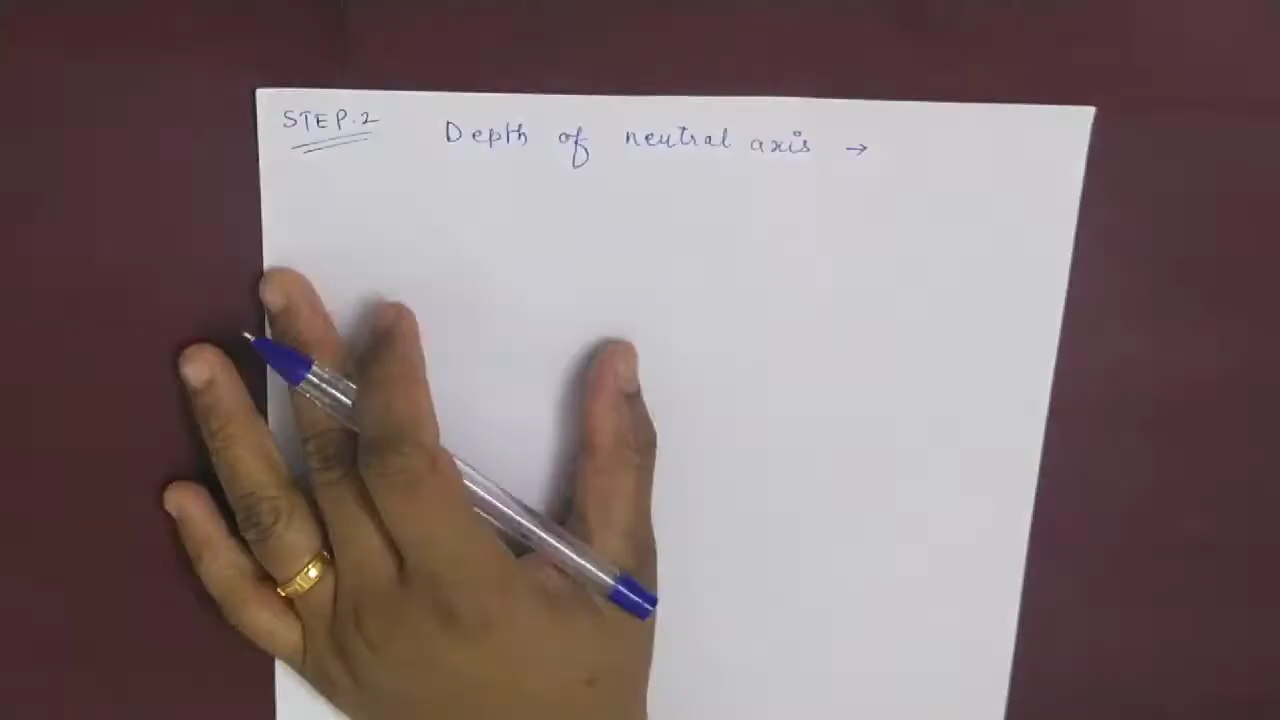 STEP.2 Depth of neutral axis →